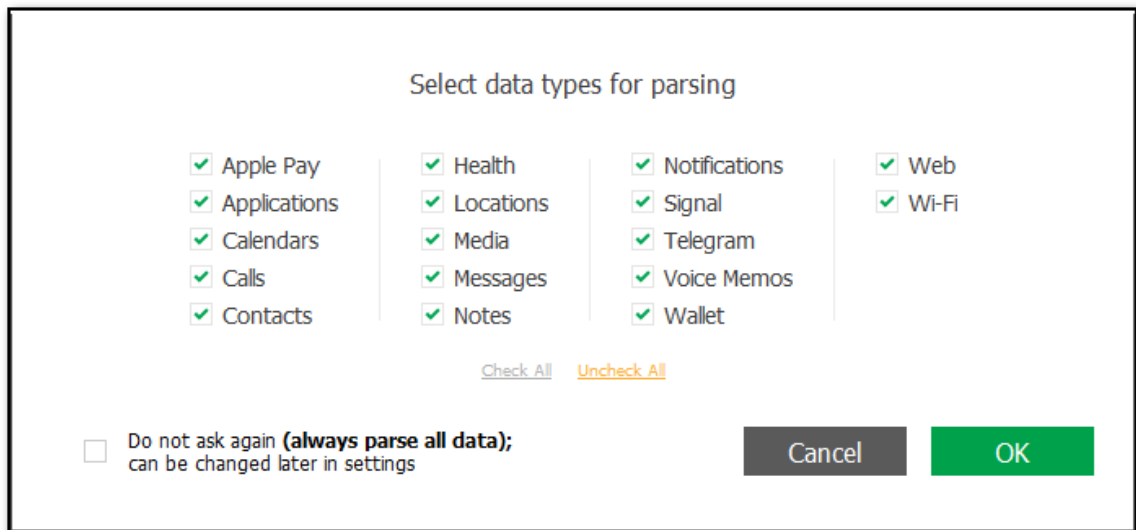 Select data types for parsing
Apple Pay
Applications
Calendars
Calls
Contacts
Health
Locations
Media
Messages
Notes
Notifications
Signal
Telegram
Voice Memos
Wallet
Web
Wi-Fi
Check All Uncheck All
Do not ask again (always parse all data);
can be changed later in settings
Cancel OK